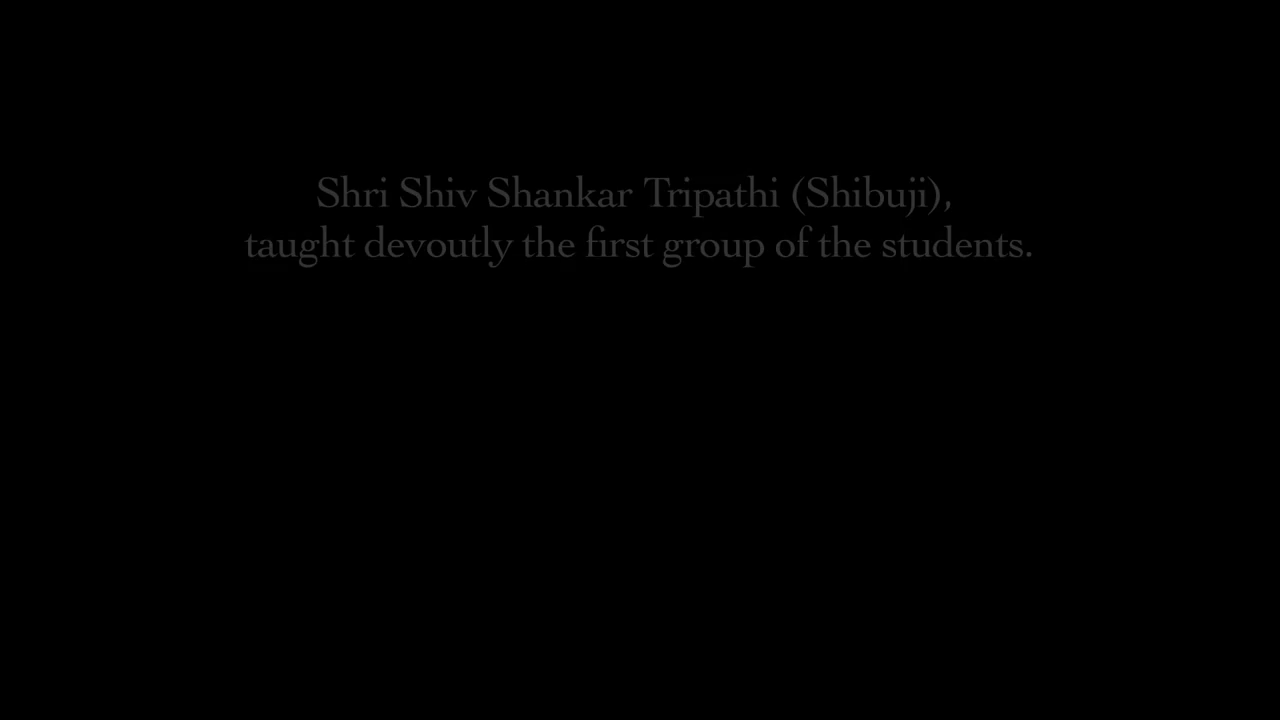 Shri Shiv Shankar Tripathi (Shibuji),
taught devoutly the first group of the students.